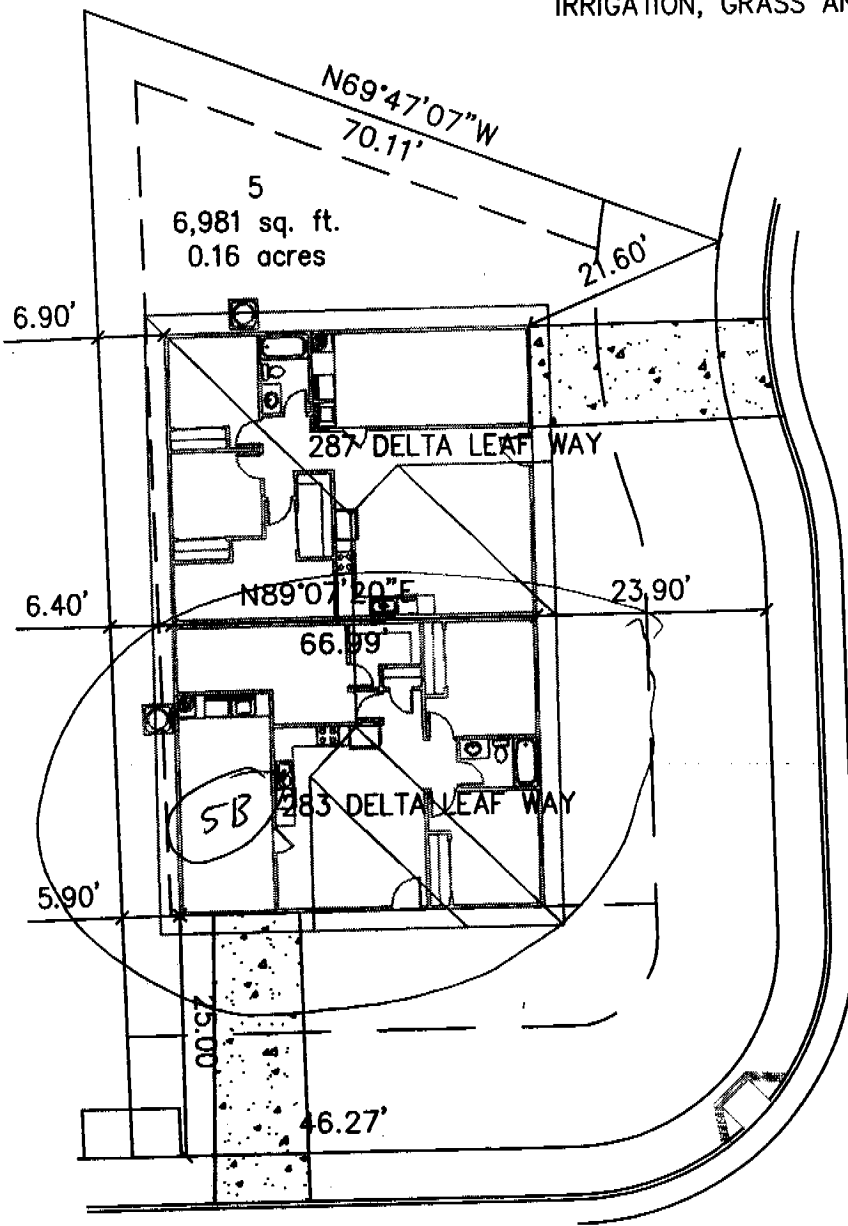 IRRIGATION, GRASS AN
N69°47'07"W
70.11'
5
6,981 sq. ft.
0.16 acres
21.60'
6.90'
287 DELTA LEAF WAY
N89°07'20"E
23.90'
6.40'
66.99'
5B
283 DELTA LEAF WAY
5.90'
25.00
46.27'